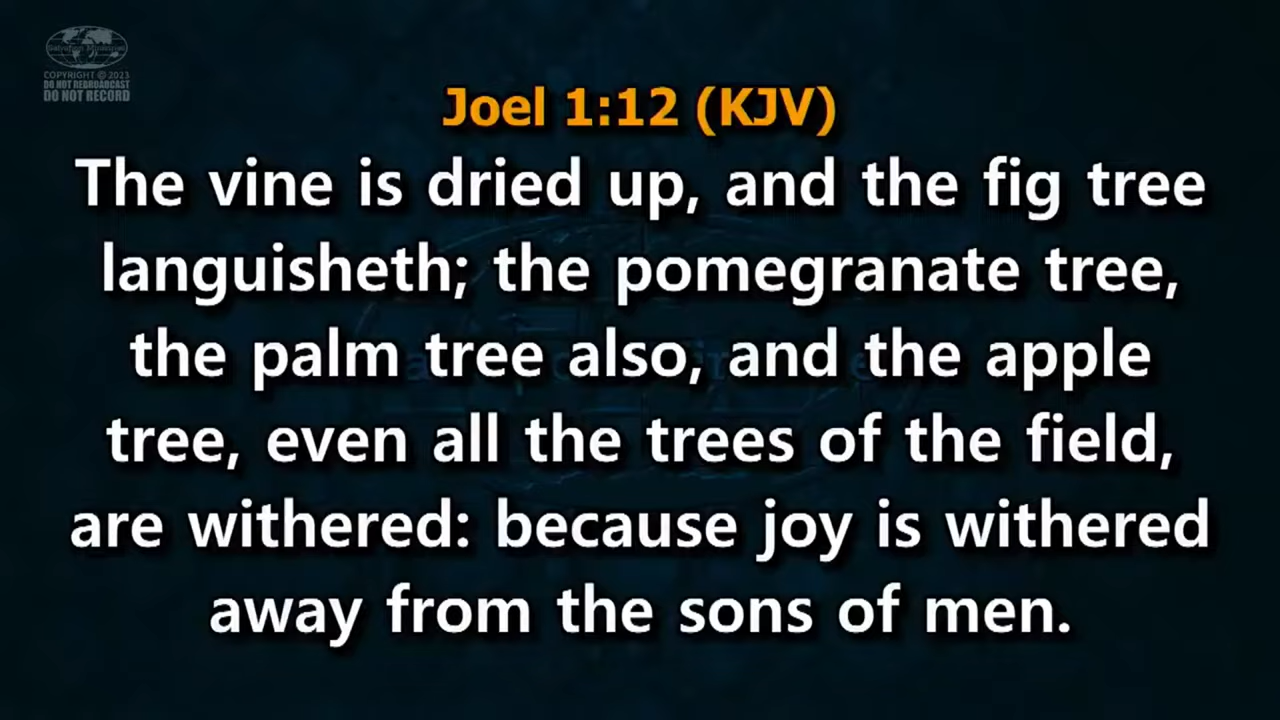 COPYRIGHT © 2023
DO NOT REBROADCAST
DO NOT RECORD
Joel 1:12 (KJV)
The vine is dried up, and the fig tree
languisheth; the pomegranate tree,
the palm tree also, and the apple
tree, even all the trees of the field,
are withered: because joy is withered
away from the sons of men.